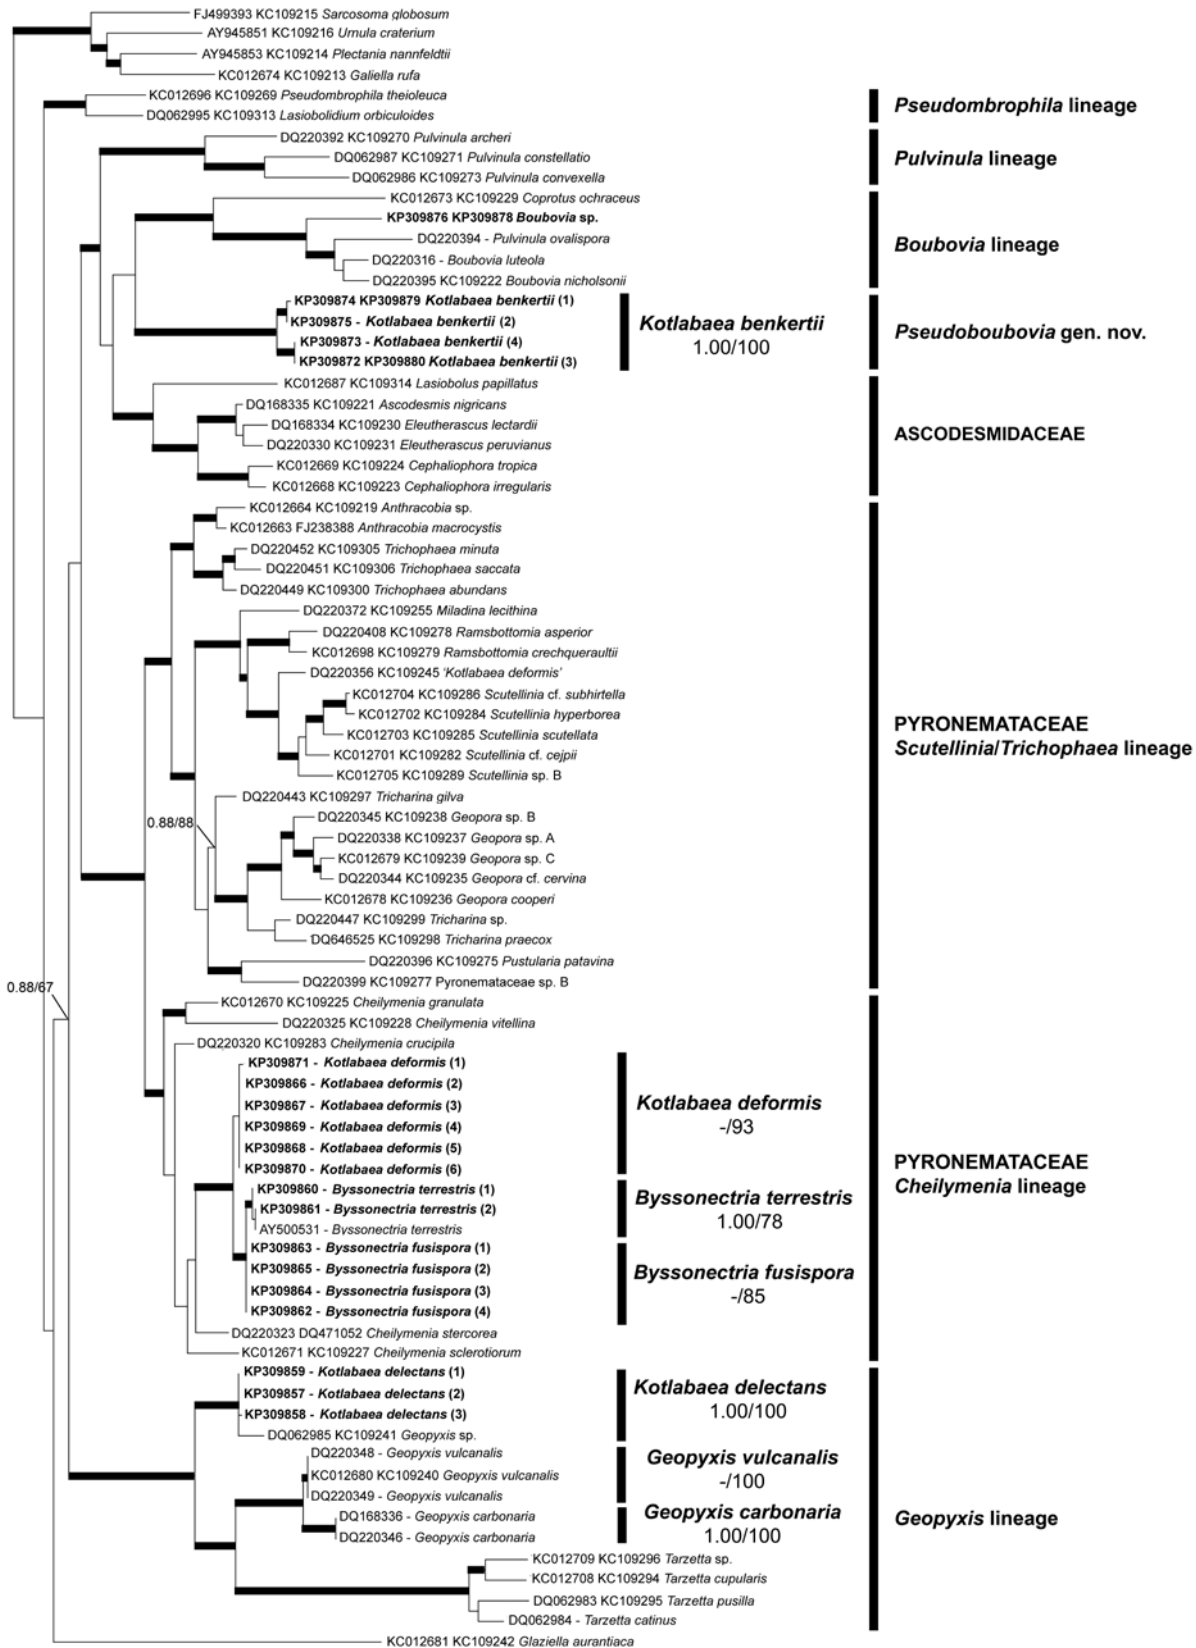 FJ499393 KC109215 Sarcosoma globosum
AY945851 KC109216 Urnula craterium
AY945853 KC109214 Plectania nannfeldtii
KC012674 KC109213 Galiella rufa
KC012696 KC109269 Pseudombrophila theioleuca
DQ062995 KC109313 Lasiobolidium orbiculoides
Pseudombrophila lineage
DQ220392 KC109270 Pulvinula archeri
DQ062987 KC109271 Pulvinula constellatio
DQ062986 KC109273 Pulvinula convexella
Pulvinula lineage
KC012673 KC109229 Coprotus ochraceus
KP309876 KP309878 Boubovia sp.
DQ220394 - Pulvinula ovalispora
DQ220316 - Boubovia luteola
DQ220395 KC109222 Boubovia nicholsonii
Boubovia lineage
KP309874 KP309879 Kotlabaea benkertii (1)
KP309875 - Kotlabaea benkertii (2)
KP309873 - Kotlabaea benkertii (4)
KP309872 KP309880 Kotlabaea benkertii (3)
Kotlabaea benkertii
1.00/100
Pseudoboubovia gen. nov.
KC012687 KC109314 Lasiobolus papillatus
DQ168335 KC109221 Ascodesmis nigricans
DQ168334 KC109230 Eleutherascus lectardii
DQ220330 KC109231 Eleutherascus peruvianus
KC012669 KC109224 Cephaliophora tropica
KC012668 KC109223 Cephaliophora irregularis
ASCODESMIDACEAE
KC012664 KC109219 Anthracobia sp.
KC012663 FJ238388 Anthracobia macrocystis
DQ220452 KC109305 Trichophaea minuta
DQ220451 KC109306 Trichophaea saccata
DQ220449 KC109300 Trichophaea abundans
DQ220372 KC109255 Miladina lecithina
DQ220408 KC109278 Ramsbottomia asperior
KC012698 KC109279 Ramsbottomia crechqueraultii
DQ220356 KC109245 'Kotlabaea deformis'
KC012704 KC109286 Scutellinia cf. subhirtella
KC012702 KC109284 Scutellinia hyperborea
KC012703 KC109285 Scutellinia scutellata
KC012701 KC109282 Scutellinia cf. cejpii
KC012705 KC109289 Scutellinia sp. B
DQ220443 KC109297 Tricharina gilva
0.88/88
DQ220345 KC109238 Geopora sp. B
DQ220338 KC109237 Geopora sp. A
KC012679 KC109239 Geopora sp. C
DQ220344 KC109235 Geopora cf. cervina
KC012678 KC109236 Geopora cooperi
DQ220447 KC109299 Tricharina sp.
DQ646525 KC109298 Tricharina praecox
DQ220396 KC109275 Pustularia patavina
DQ220399 KC109277 Pyronemataceae sp. B
PYRONEMATACEAE
Scutellinia/Trichophaea lineage
0.88/67
KC012670 KC109225 Cheilymenia granulata
DQ220325 KC109228 Cheilymenia vitellina
DQ220320 KC109283 Cheilymenia crucipila
KP309871 - Kotlabaea deformis (1)
KP309866 - Kotlabaea deformis (2)
KP309867 - Kotlabaea deformis (3)
KP309869 - Kotlabaea deformis (4)
KP309868 - Kotlabaea deformis (5)
KP309870 - Kotlabaea deformis (6)
Kotlabaea deformis
-/93
KP309860 - Byssonectria terrestris (1)
KP309861 - Byssonectria terrestris (2)
AY500531 - Byssonectria terrestris
Byssonectria terrestris
1.00/78
KP309863 - Byssonectria fusispora (1)
KP309865 - Byssonectria fusispora (2)
KP309864 - Byssonectria fusispora (3)
KP309862 - Byssonectria fusispora (4)
Byssonectria fusispora
-/85
DQ220323 DQ471052 Cheilymenia stercorea
KC012671 KC109227 Cheilymenia sclerotiorum
PYRONEMATACEAE
Cheilymenia lineage
KP309859 - Kotlabaea delectans (1)
KP309857 - Kotlabaea delectans (2)
KP309858 - Kotlabaea delectans (3)
Kotlabaea delectans
1.00/100
DQ062985 KC109241 Geopyxis sp.
DQ220348 - Geopyxis vulcanalis
KC012680 KC109240 Geopyxis vulcanalis
DQ220349 - Geopyxis vulcanalis
Geopyxis vulcanalis
-/100
DQ168336 - Geopyxis carbonaria
DQ220346 - Geopyxis carbonaria
Geopyxis carbonaria
1.00/100
KC012709 KC109296 Tarzetta sp.
KC012708 KC109294 Tarzetta cupularis
DQ062983 KC109295 Tarzetta pusilla
DQ062984 - Tarzetta catinus
Geopyxis lineage
KC012681 KC109242 Glaziella aurantiaca